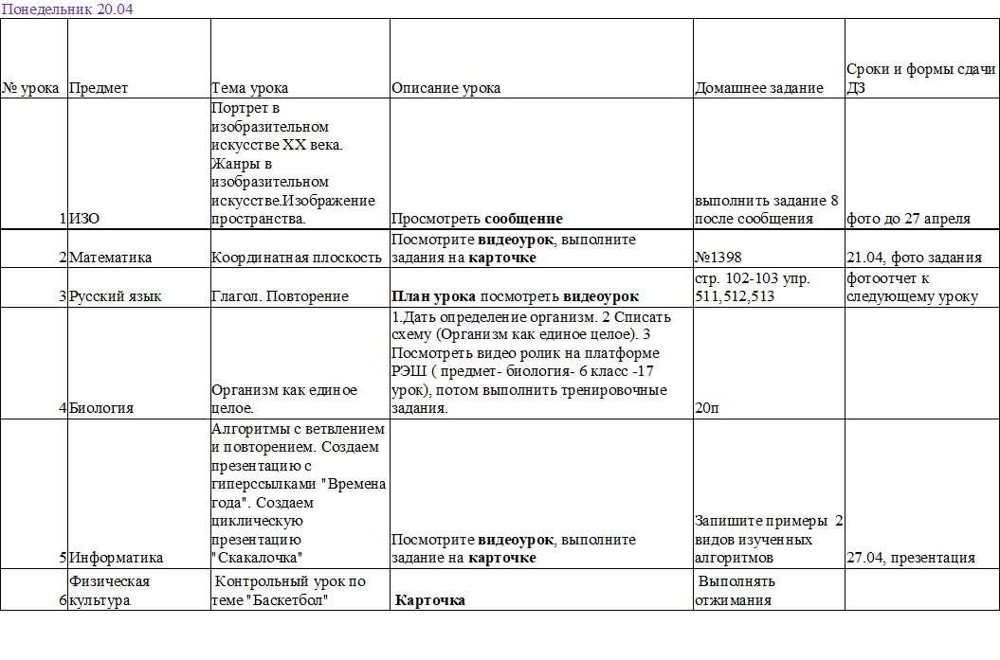 Понедельник 20.04
№ урока
Предмет
Тема урока
Описание урока
Домашнее задание
Сроки и формы сдачи
ДЗ
1
ИЗО
Портрет в
изобразительном
искусстве XX века.
Жанры в
изобразительном
искусстве.Изображение
пространства.
Просмотреть сообщение
выполнить задание 8
после сообщения
фото до 27 апреля
2
Математика
Координатная плоскость
Посмотрите видеоурок, выполните
задания на карточке
№1398
21.04, фото задания
3
Русский язык
Глагол. Повторение
План урока посмотреть видеоурок
стр. 102-103 упр.
511,512,513
фотоотчет к
следующему уроку
4
Биология
Организм как единое
целое.
1.Дать определение организм. 2 Списать
схему (Организм как единое целое). 3
Посмотреть видео ролик на платформе
РЭШ ( предмет- биология- 6 класс -17
урок), потом выполнить тренировочные
задания.
20п
5
Информатика
Алгоритмы с ветвлением
и повторением. Создаем
презентацию с
гиперссылками "Времена
года". Создаем
циклическую
презентацию
"Скакалочка"
Посмотрите видеоурок, выполните
задание на карточке
Запишите примеры 2
видов изученных
алгоритмов
27.04, презентация
6
Физическая
культура
Контрольный урок по
теме "Баскетбол"
Карточка
Выполнять
отжимания